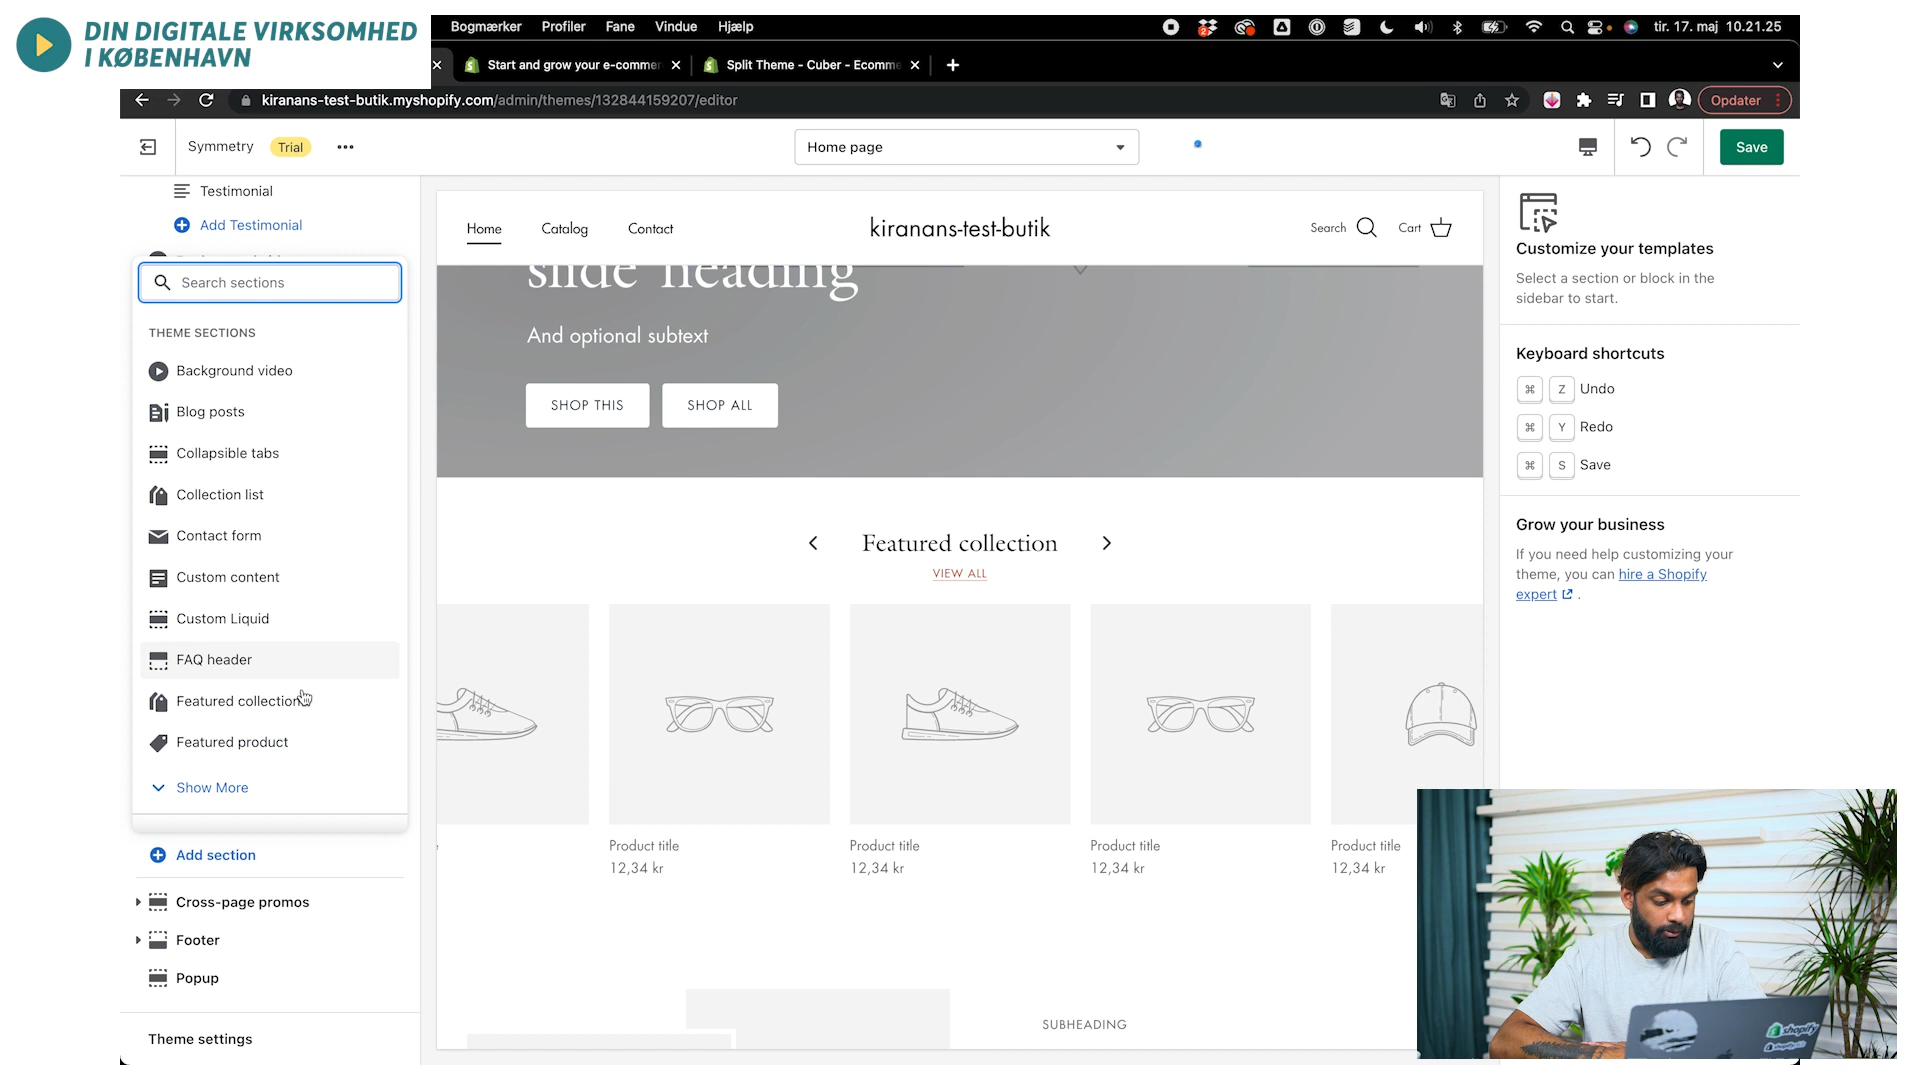 DIN DIGITALE VIRKSOMHED
I KØBENHAVN
Bogmærker Profiler Fane Vindue Hjælp
2
tir. 17. maj 10.21.25
Start and grow your e-commer
Split Theme - Cuber - Ecomme
kiranans-test-butik.myshopify.com/admin/themes/132844159207/editor
Opdater
Symmetry Trial
Home page
Save
Testimonial
Add Testimonial
Search sections
THEME SECTIONS
Background video
Blog posts
Collapsible tabs
Collection list
Contact form
Custom content
Custom Liquid
FAQ header
Featured collection
Featured product
Show More
Add section
Cross-page promos
Footer
Popup
Theme settings
Home Catalog Contact
kiranans-test-butik
Search Cart
slide heading
And optional subtext
SHOP THIS SHOP ALL
Featured collection
VIEW ALL
Product title Product title Product title Product title
12,34 kr 12,34 kr 12,34 kr 12,34 kr
SUBHEADING
Customize your templates
Select a section or block in the
sidebar to start.
Keyboard shortcuts
⌘ Z Undo
⌘ Y Redo
⌘ S Save
Grow your business
If you need help customizing your
theme, you can hire a Shopify
expert .
shopify